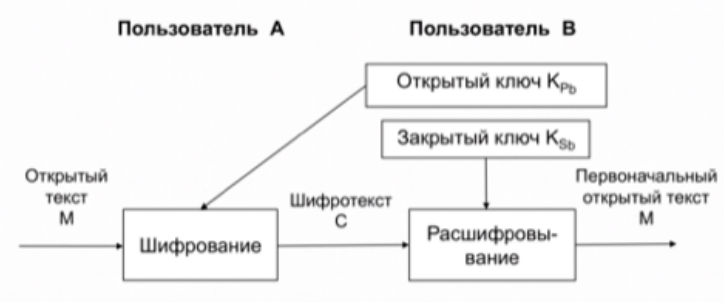 Пользователь А
Пользователь В
Открытый ключ K_Pb
Закрытый ключ K_Sb
Открытый
текст
М
Шифрование
Шифротекст
С
Расшифровы-
вание
Первоначальный
открытый текст
М